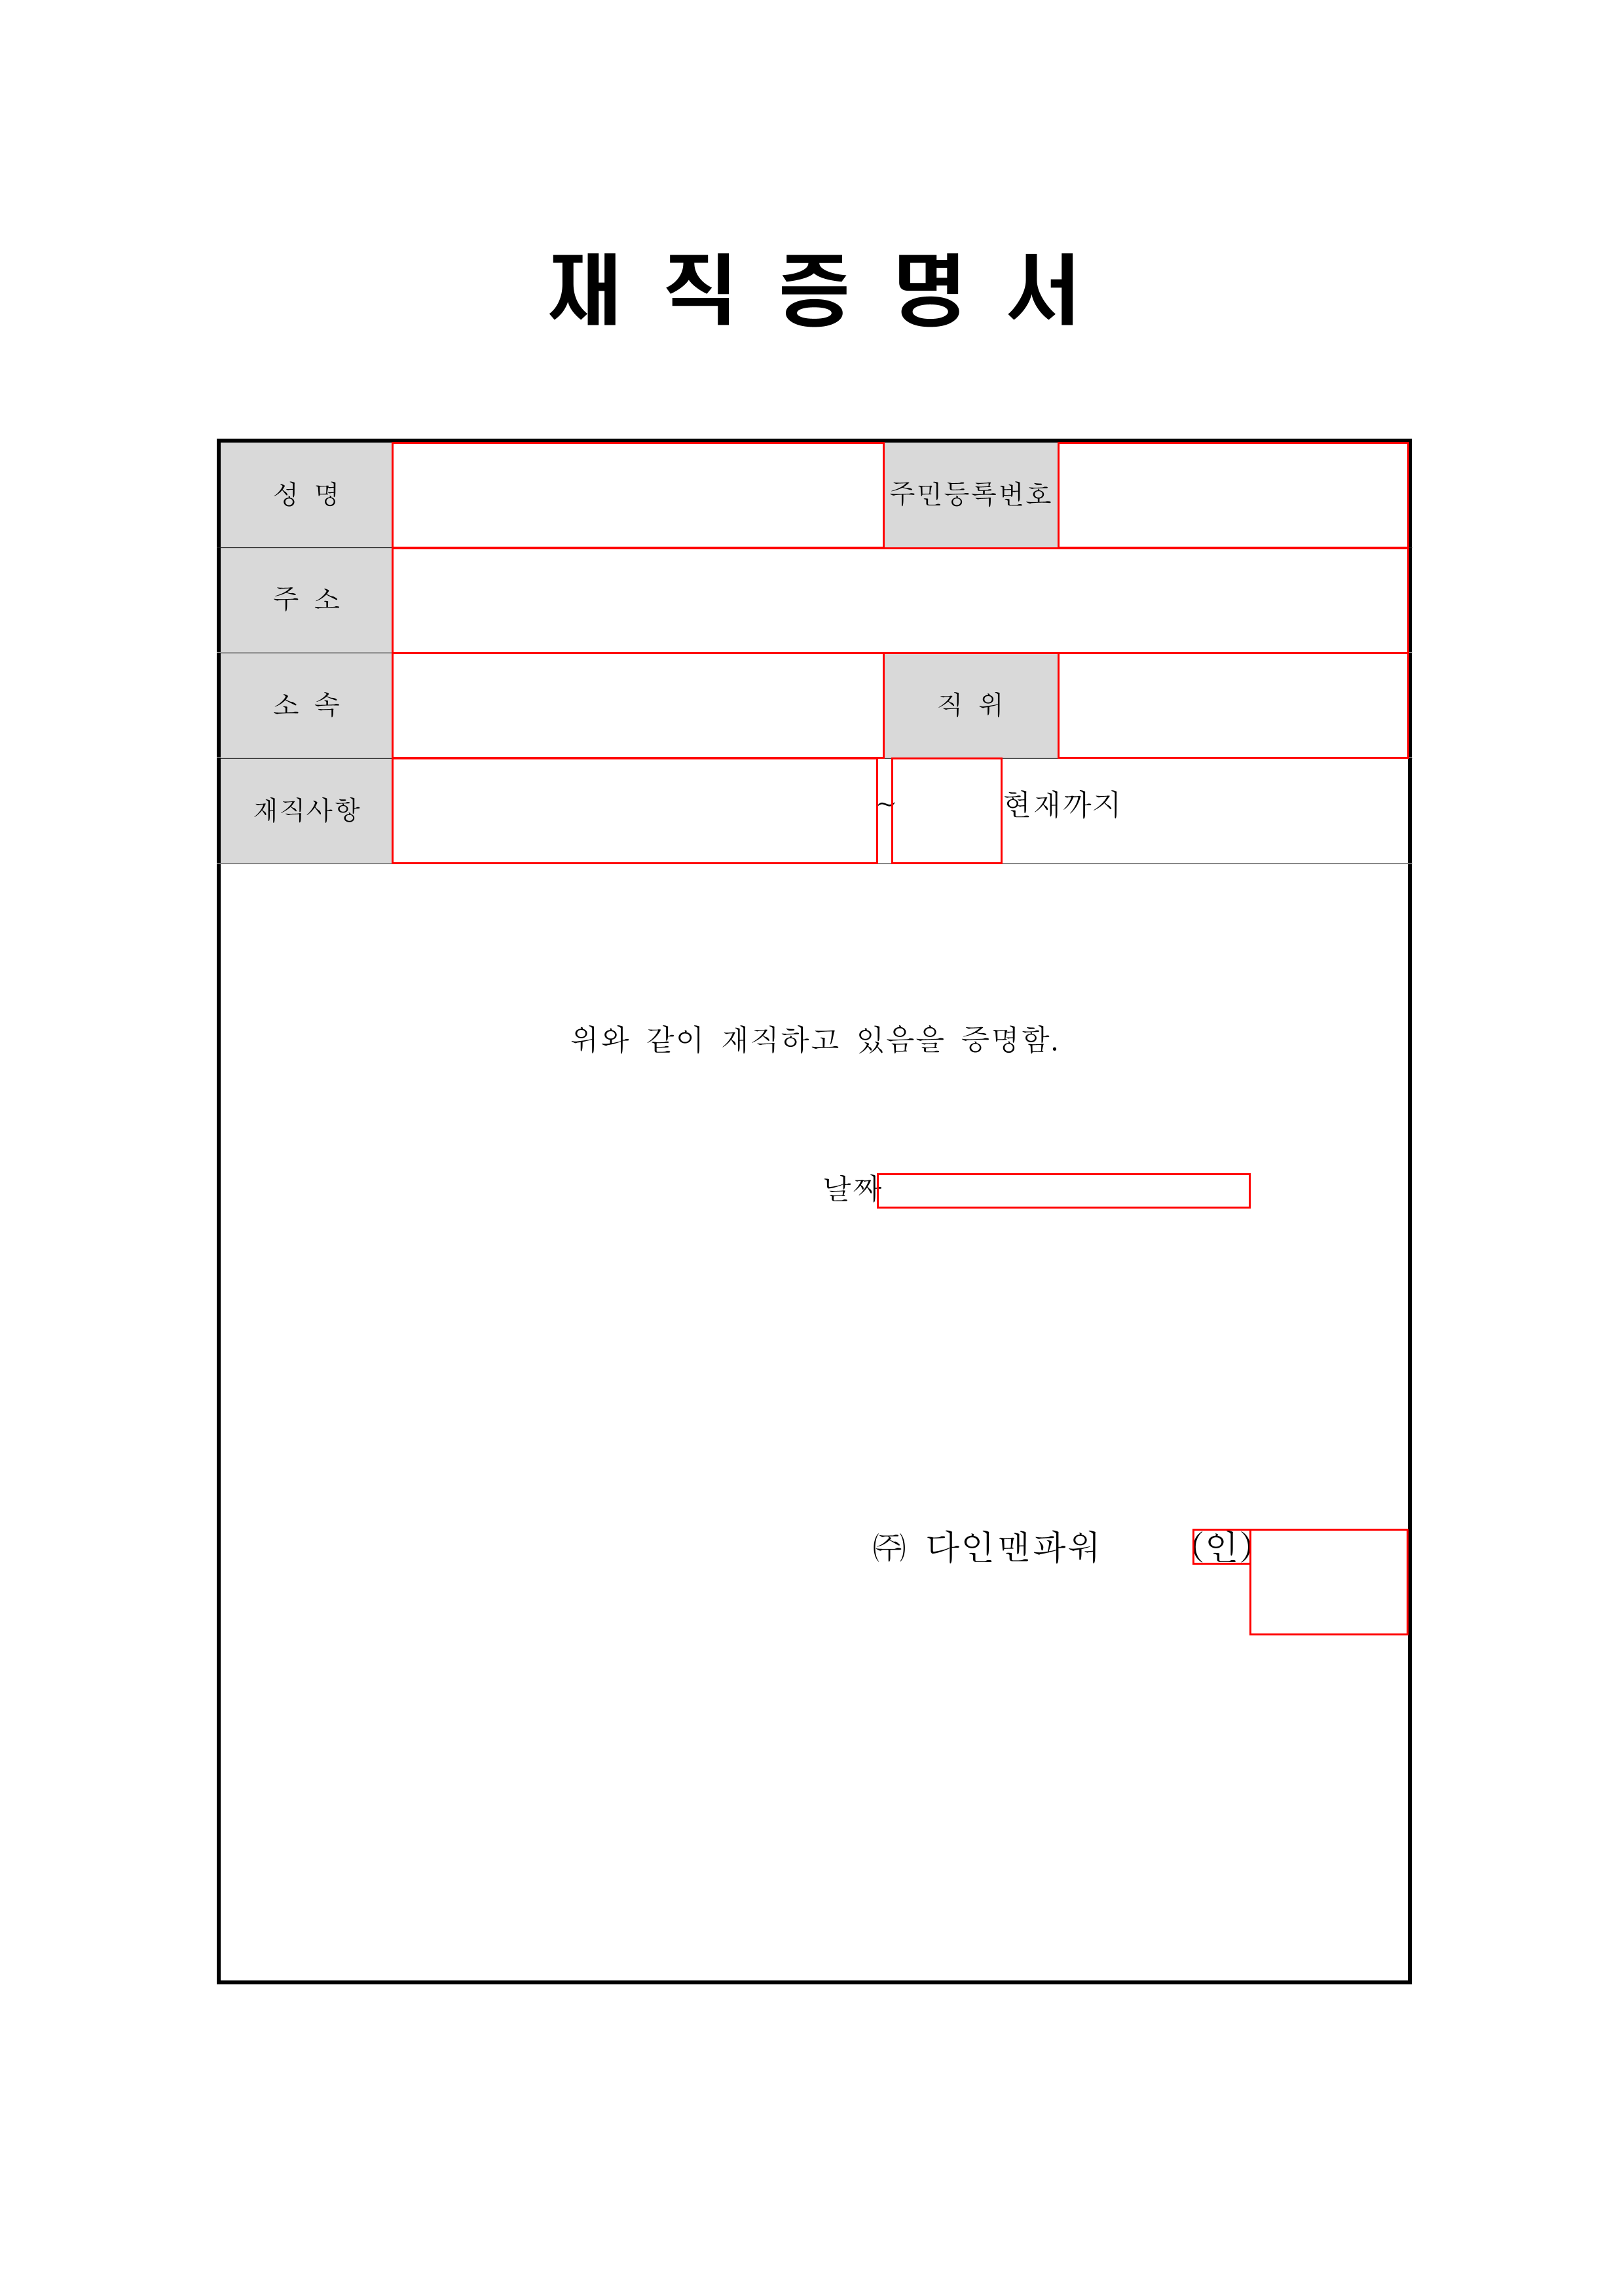 재 직 증 명 서
성 명 주민등록번호
주 소
소 속 직 위
재직사항 ~ 현재까지
위와 같이 재직하고 있음을 증명함.
날짜
㈜ 다인맨파워 (인)